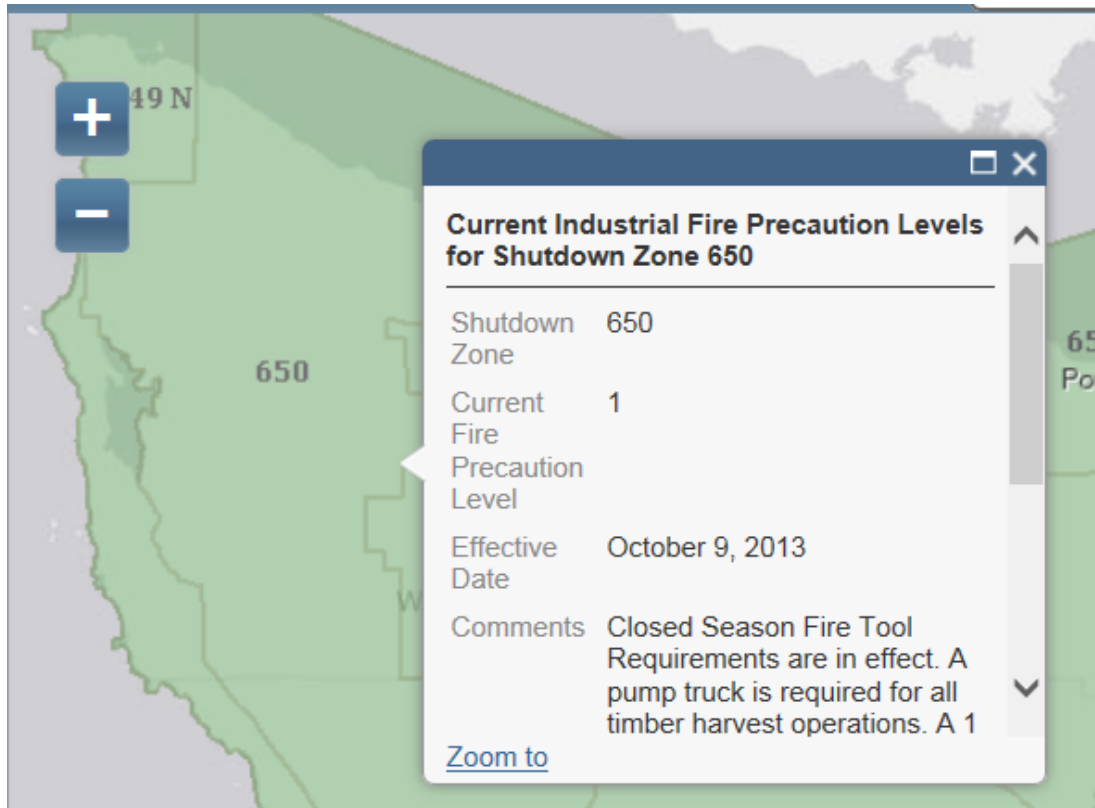 49 N
Current Industrial Fire Precaution Levels
for Shutdown Zone 650
Shutdown
Zone
650
650
Current
Fire
Precaution
Level
1
Effective
Date
October 9, 2013
Comments
Closed Season Fire Tool
Requirements are in effect. A
pump truck is required for all
timber harvest operations. A 1
Zoom to